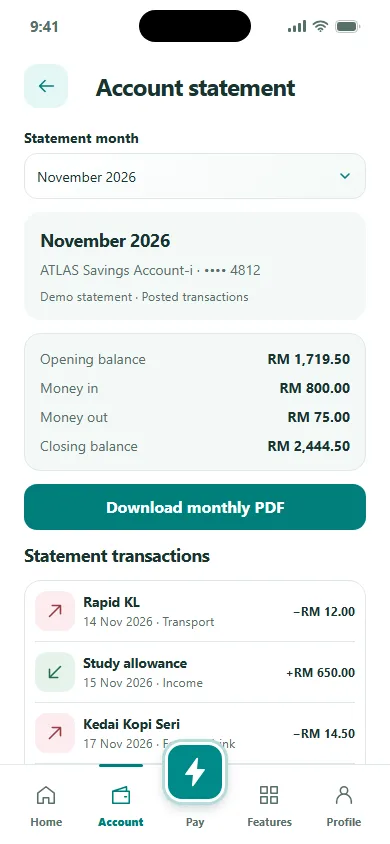 9:41
Account statement
Statement month
November 2026
November 2026
ATLAS Savings Account-i · •••• 4812
Demo statement · Posted transactions
Opening balance RM 1,719.50
Money in RM 800.00
Money out RM 75.00
Closing balance RM 2,444.50
Download monthly PDF
Statement transactions
Rapid KL
14 Nov 2026 · Transport
−RM 12.00
Study allowance
15 Nov 2026 · Income
+RM 650.00
Kedai Kopi Seri
17 Nov 2026 ·
−RM 14.50
Home
Account
Pay
Features
Profile